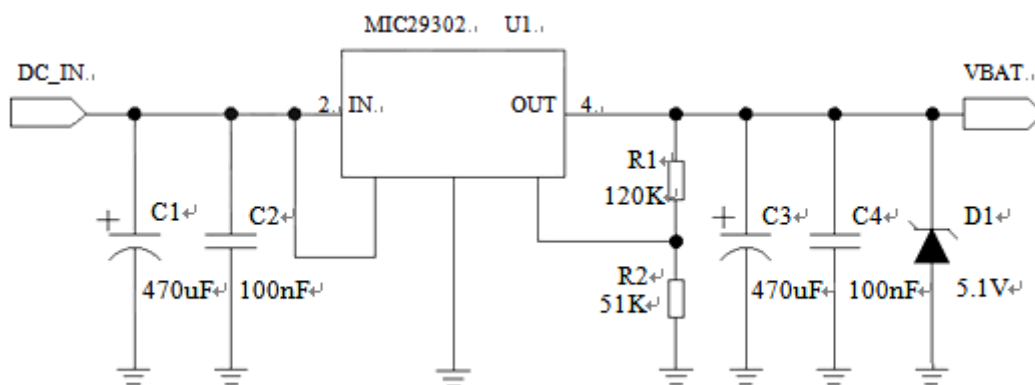 MIC29302. U1.
DC_IN.
VBAT.
2. IN. OUT 4.
R1↵
120K↵
C1↵ C2↵ C3↵ C4↵ D1↵
+ +
R2↵
51K↵
470uF↵ 100nF↵ 470uF↵ 100nF↵ 5.1V↵